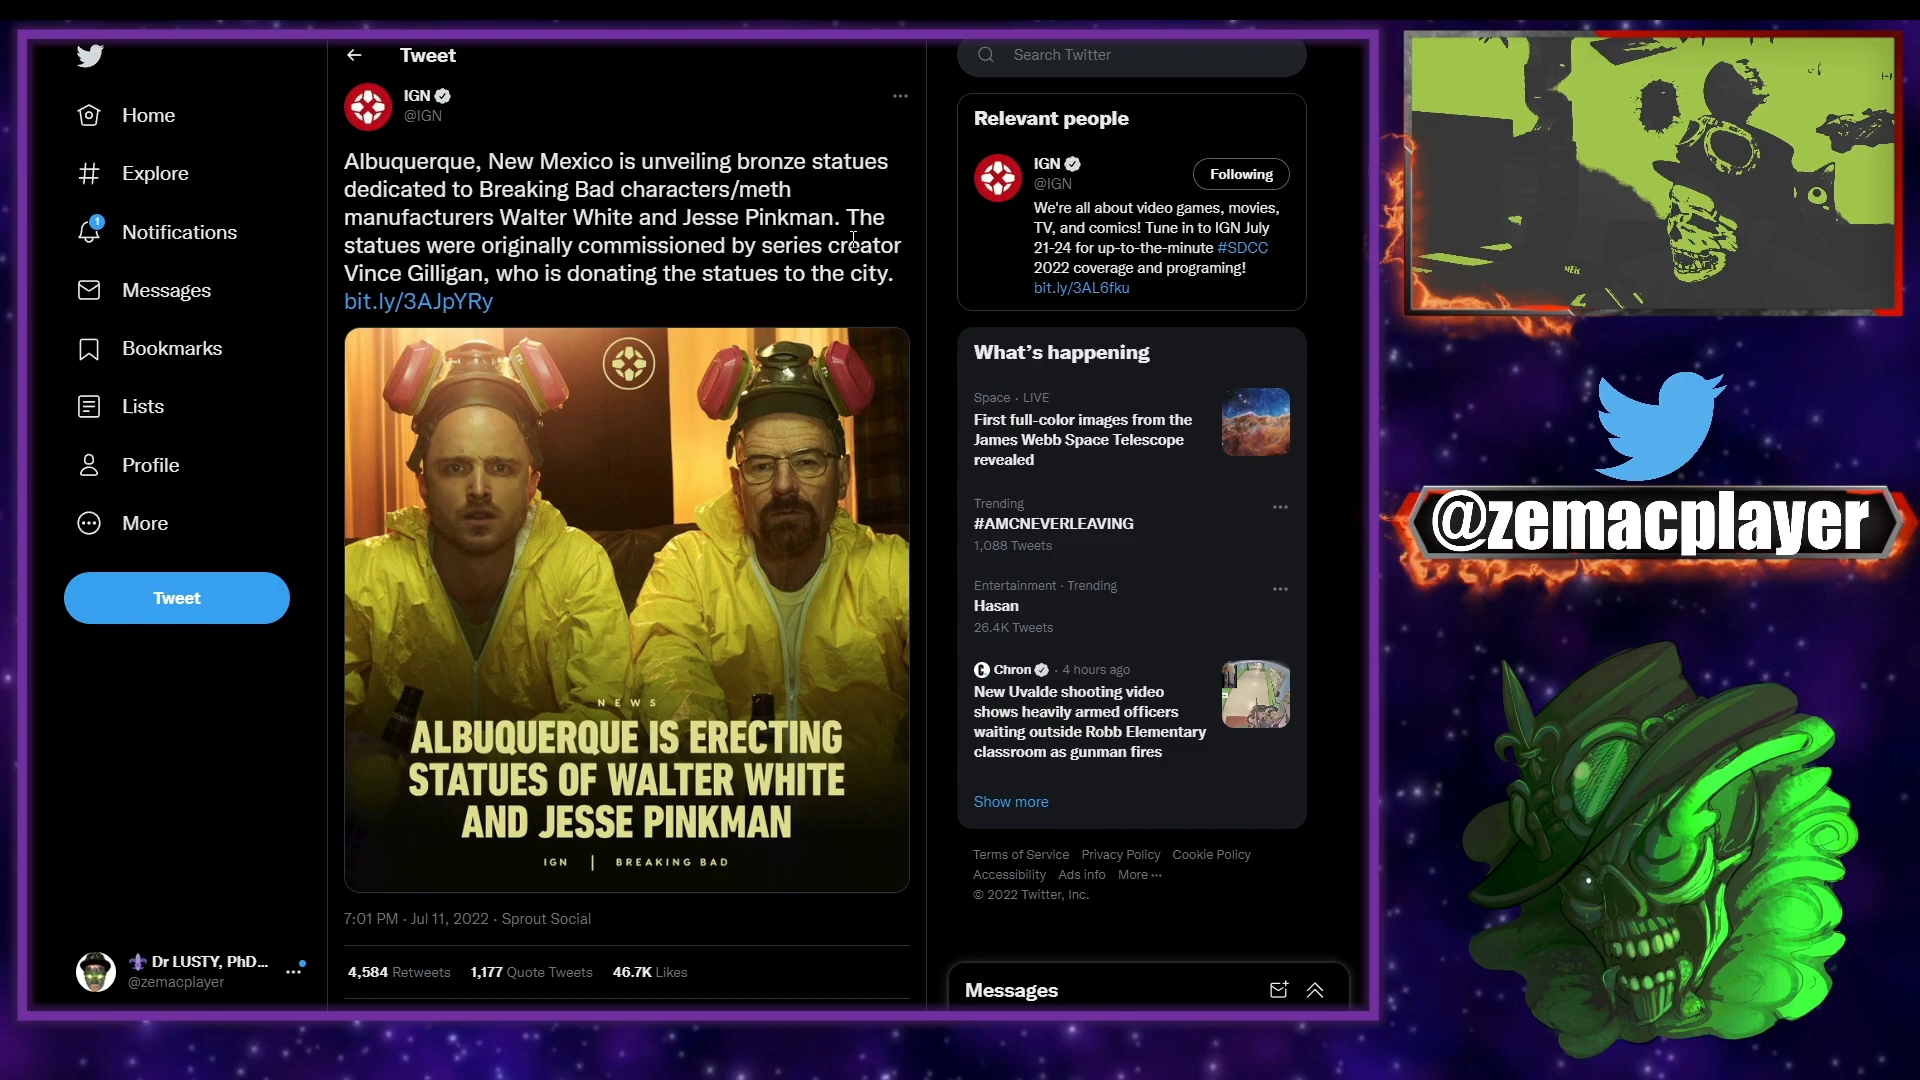 Home
Explore
1
Notifications
Messages
Bookmarks
Lists
Profile
More
Tweet
Dr LUSTY, PhD...
@zemacplayer
Tweet
IGN
@IGN
Albuquerque, New Mexico is unveiling bronze statues
dedicated to Breaking Bad characters/meth
manufacturers Walter White and Jesse Pinkman. The
statues were originally commissioned by series creator
Vince Gilligan, who is donating the statues to the city.
bit.ly/3AJpYRy
NEWS
ALBUQUERQUE IS ERECTING
STATUES OF WALTER WHITE
AND JESSE PINKMAN
IGN | BREAKING BAD
7:01 PM · Jul 11, 2022 · Sprout Social
4,584 Retweets 1,177 Quote Tweets 46.7K Likes
Search Twitter
Relevant people
IGN
@IGN
Following
We're all about video games, movies,
TV, and comics! Tune in to IGN July
21-24 for up-to-the-minute #SDCC
2022 coverage and programing!
bit.ly/3AL6fku
What's happening
Space · LIVE
First full-color images from the
James Webb Space Telescope
revealed
Trending
#AMCNEVERLEAVING
1,088 Tweets
Entertainment · Trending
Hasan
26.4K Tweets
Chron · 4 hours ago
New Uvalde shooting video
shows heavily armed officers
waiting outside Robb Elementary
classroom as gunman fires
Show more
Terms of Service Privacy Policy Cookie Policy
Accessibility Ads info More ···
© 2022 Twitter, Inc.
Messages
@zemacplayer